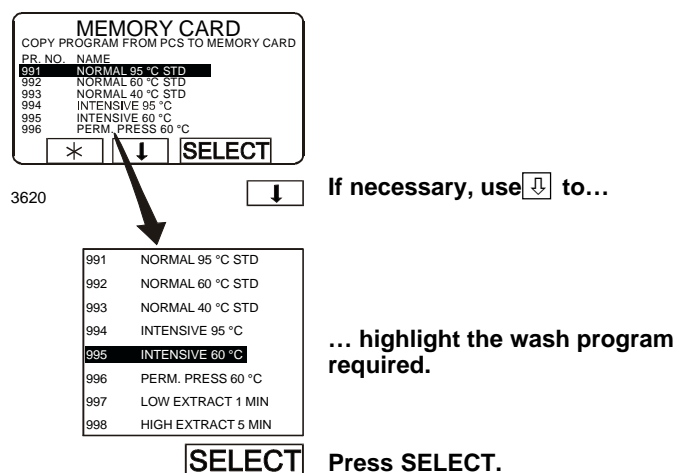 MEMORY CARD
COPY PROGRAM FROM PCS TO MEMORY CARD
PR. NO. NAME
991 NORMAL 95 °C STD
992 NORMAL 60 °C STD
993 NORMAL 40 °C STD
994 INTENSIVE 95 °C
995 INTENSIVE 60 °C
996 PERM. PRESS 60 °C
SELECT
3620
If necessary, use to…
991 NORMAL 95 °C STD
992 NORMAL 60 °C STD
993 NORMAL 40 °C STD
994 INTENSIVE 95 °C
995 INTENSIVE 60 °C
996 PERM. PRESS 60 °C
997 LOW EXTRACT 1 MIN
998 HIGH EXTRACT 5 MIN
… highlight the wash program
required.
SELECT Press SELECT.